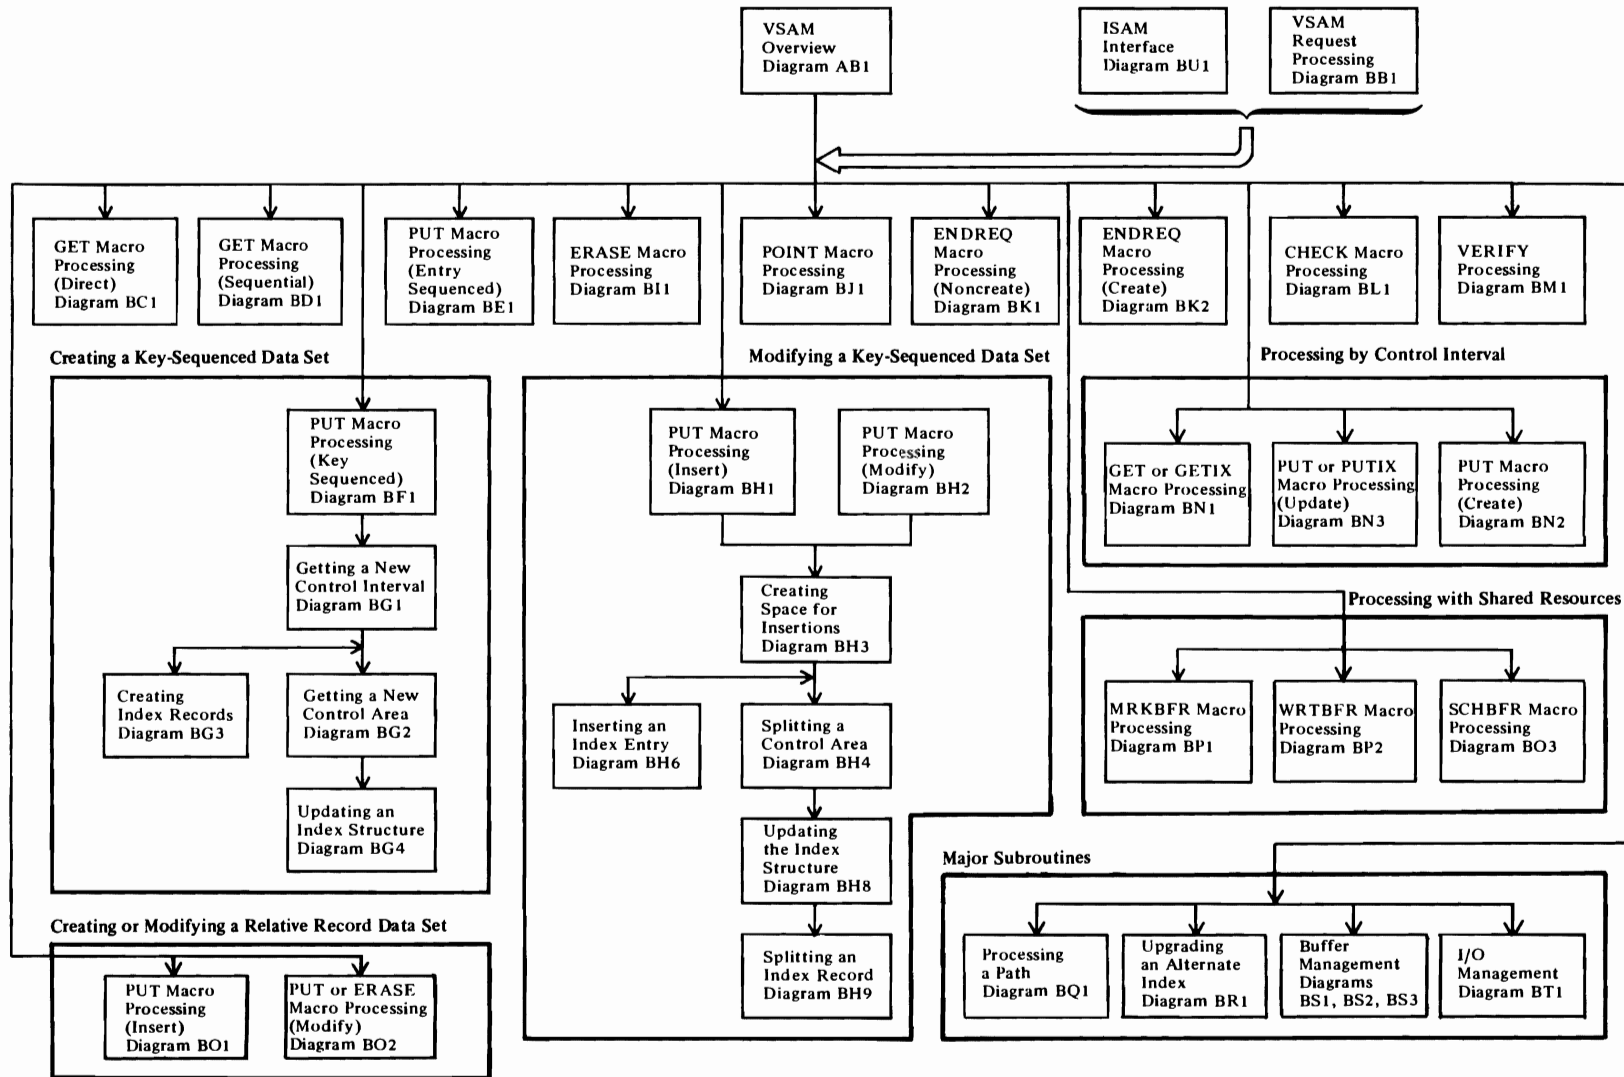 VSAM
Overview
Diagram AB1
ISAM
Interface
Diagram BU1
VSAM
Request
Processing
Diagram BB1
GET Macro
Processing
(Direct)
Diagram BC1
GET Macro
Processing
(Sequential)
Diagram BD1
PUT Macro
Processing
(Entry
Sequenced)
Diagram BE1
ERASE Macro
Processing
Diagram BI1
POINT Macro
Processing
Diagram BJ1
ENDREQ
Macro
Processing
(Noncreate)
Diagram BK1
ENDREQ
Macro
Processing
(Create)
Diagram BK2
CHECK Macro
Processing
Diagram BL1
VERIFY
Processing
Diagram BM1
Creating a Key-Sequenced Data Set
PUT Macro
Processing
(Key
Sequenced)
Diagram BF1
Getting a New
Control Interval
Diagram BG1
Creating
Index Records
Diagram BG3
Getting a New
Control Area
Diagram BG2
Updating an
Index Structure
Diagram BG4
Modifying a Key-Sequenced Data Set
PUT Macro
Processing
(Insert)
Diagram BH1
PUT Macro
Processing
(Modify)
Diagram BH2
Creating
Space for
Insertions
Diagram BH3
Inserting an
Index Entry
Diagram BH6
Splitting a
Control Area
Diagram BH4
Updating
the Index
Structure
Diagram BH8
Splitting an
Index Record
Diagram BH9
Processing by Control Interval
GET or GETIX
Macro Processing
Diagram BN1
PUT or PUTIX
Macro Processing
(Update)
Diagram BN3
PUT Macro
Processing
(Create)
Diagram BN2
Processing with Shared Resources
MRKBFR Macro
Processing
Diagram BP1
WRTBFR Macro
Processing
Diagram BP2
SCHBFR Macro
Processing
Diagram BO3
Creating or Modifying a Relative Record Data Set
PUT Macro
Processing
(Insert)
Diagram BO1
PUT or ERASE
Macro Processing
(Modify)
Diagram BO2
Major Subroutines
Processing
a Path
Diagram BQ1
Upgrading
an Alternate
Index
Diagram BR1
Buffer
Management
Diagrams
BS1, BS2, BS3
I/O
Management
Diagram BT1